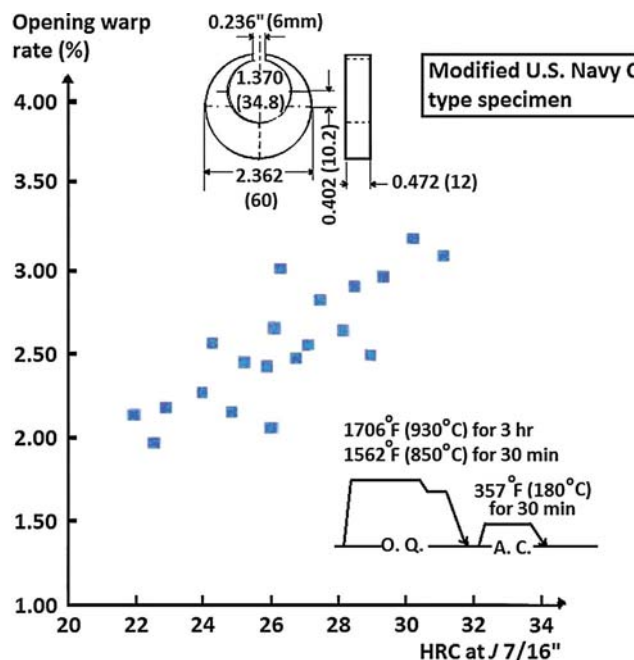 Opening warp
rate (%)
0.236" (6mm)
1.370
(34.8)
2.362
(60)
0.402 (10.2)
0.472 (12)
Modified U.S. Navy C
type specimen
4.00
3.50
3.00
2.50
2.00
1.50
1.00
1706°F (930°C) for 3 hr
1562°F (850°C) for 30 min
357°F (180°C)
for 30 min
O. Q.
A. C.
20 22 24 26 28 30 32 34
HRC at J 7/16"